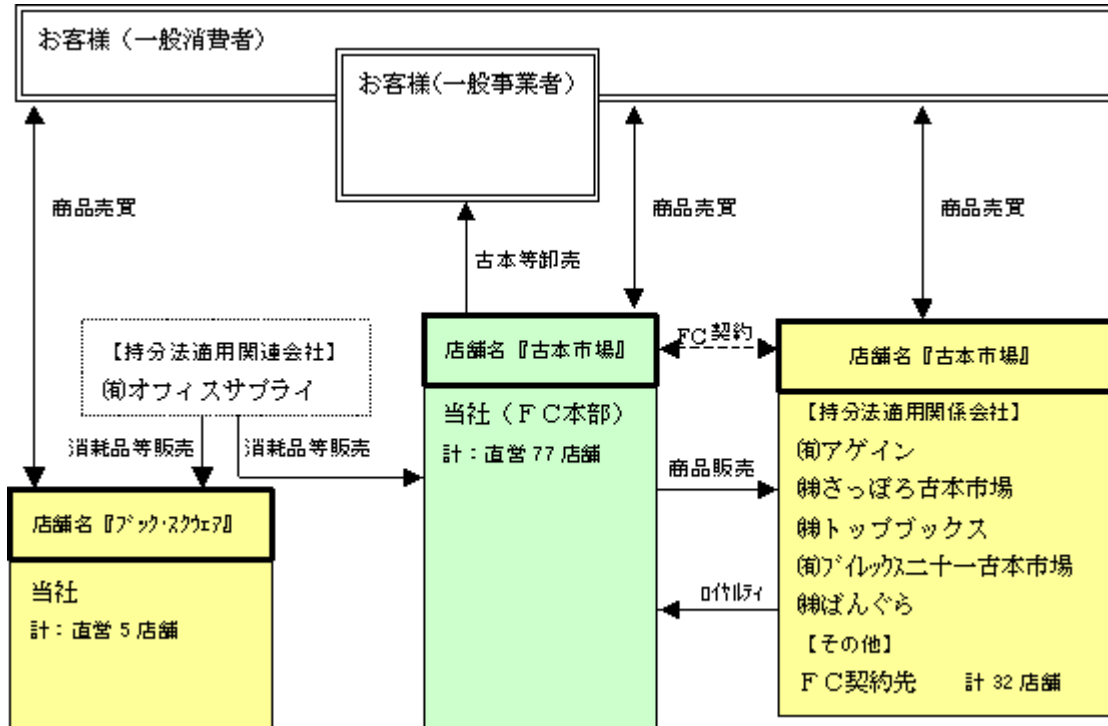 お客様（一般消費者）
お客様(一般事業者)
商品売買
商品売買
商品売買
古本等卸売
【持分法適用関連会社】
㈲オフィスサプライ
消耗品等販売
消耗品等販売
店舗名『古本市場』
FC契約
店舗名『古本市場』
当社（ＦＣ本部）
計：直営77店舗
商品販売
ﾛｲﾔﾙﾃｨ
【持分法適用関係会社】
㈲アゲイン
㈱さっぽろ古本市場
㈱トップブックス
㈲ﾌﾞｲﾚｯｸｽ二十一古本市場
㈱ぱんぐら
【その他】
ＦＣ契約先　計32店舗
店舗名『ﾌﾞｯｸ･ｽｸｳｪｱ』
当社
計：直営5店舗